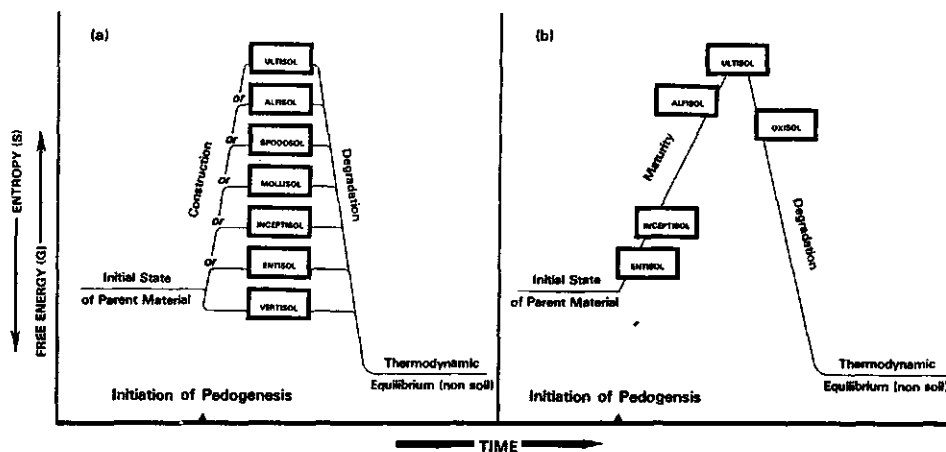 (a)
ULTISOL
or
ALFISOL
or
SPODOSOL
or
MOLLISOL
or
INCEPTISOL
or
ENTISOL
or
VERTISOL
Construction
Degradation
Initial State
of Parent Material
Thermodynamic
Equilibrium (non soil)
Initiation of Pedogenesis
(b)
ULTISOL
ALFISOL
OXISOL
Maturity
INCEPTISOL
ENTISOL
Degradation
Initial State
of Parent Material
Thermodynamic
Equilibrium (non soil)
Initiation of Pedogensis
ENTROPY (S)
FREE ENERGY (G)
TIME